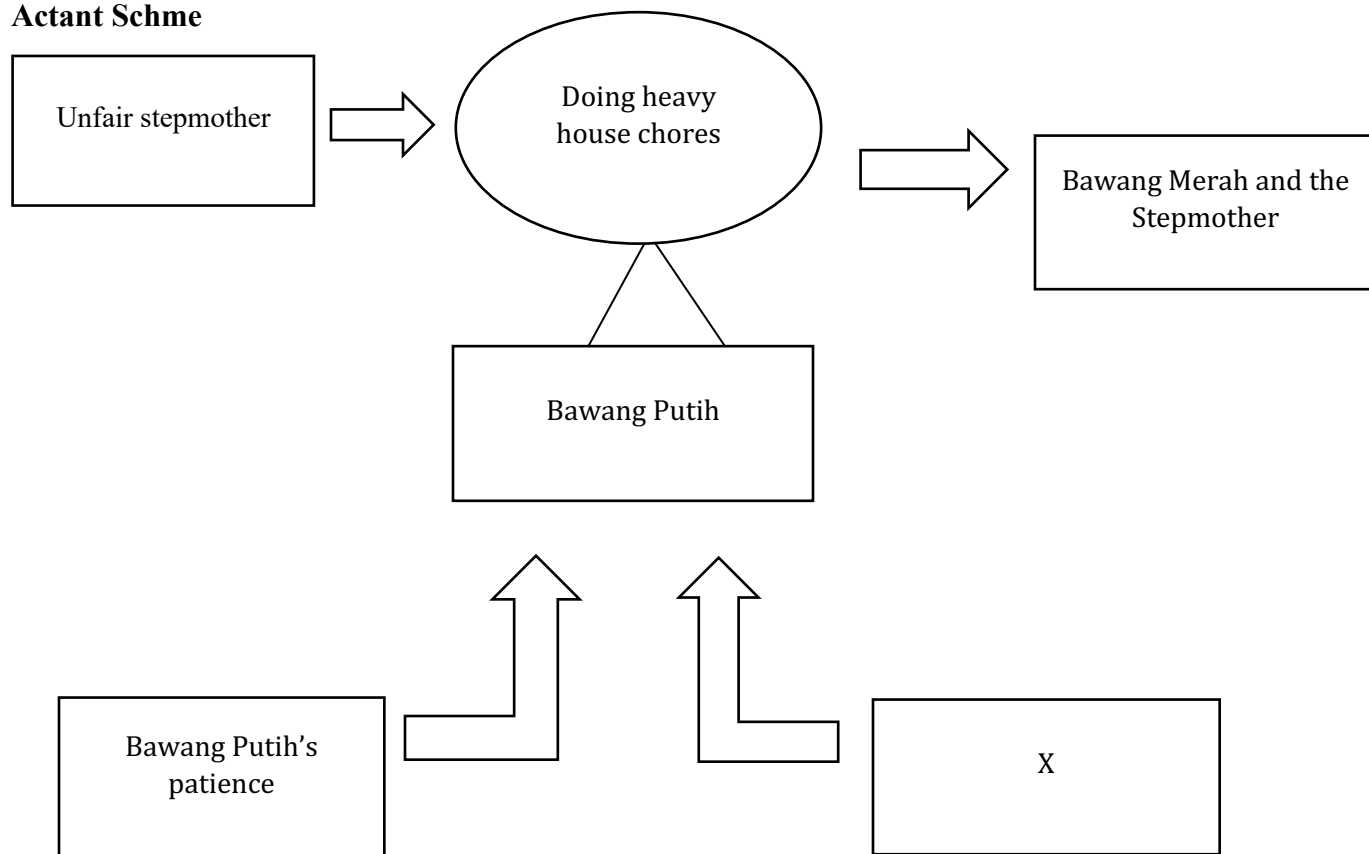 Actant Schme
Unfair stepmother
Doing heavy
house chores
Bawang Merah and the
Stepmother
Bawang Putih
Bawang Putih’s
patience
X